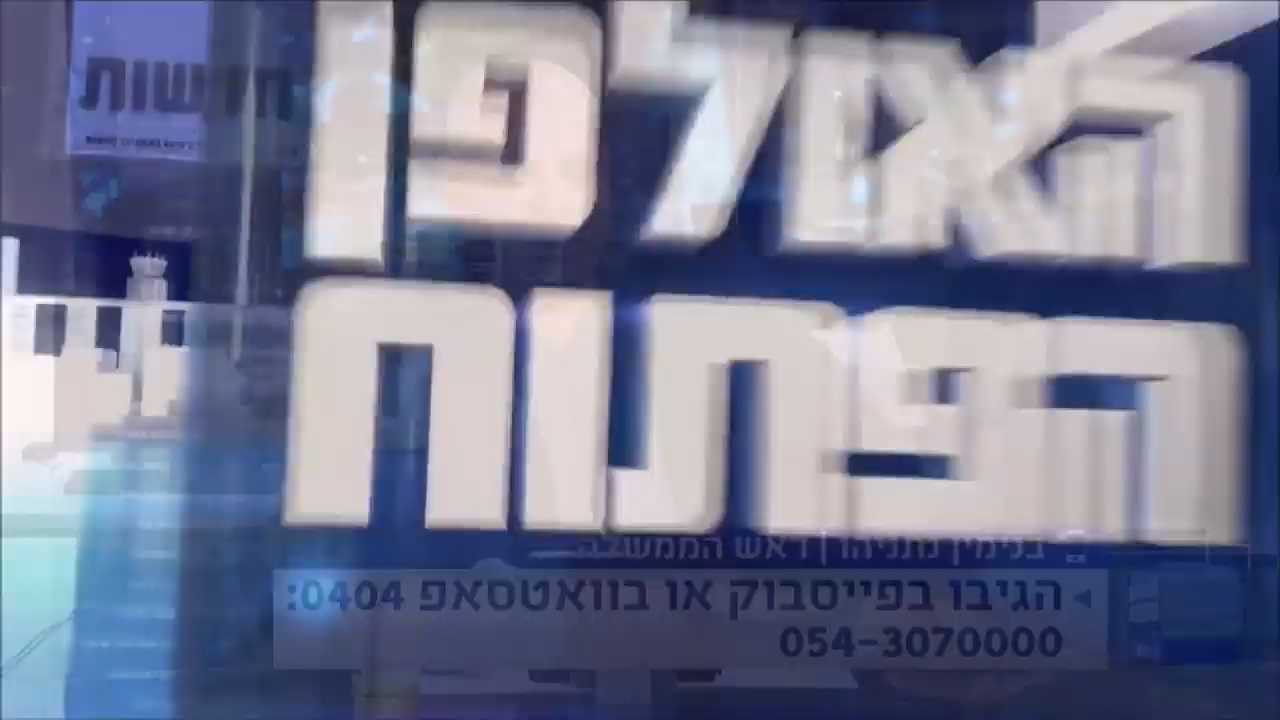 חדשות
האולפן
הפתוח
בנימין נתניהו | ראש הממשלה
הגיבו בפייסבוק או בוואטסאפ 0404:
054-3070000